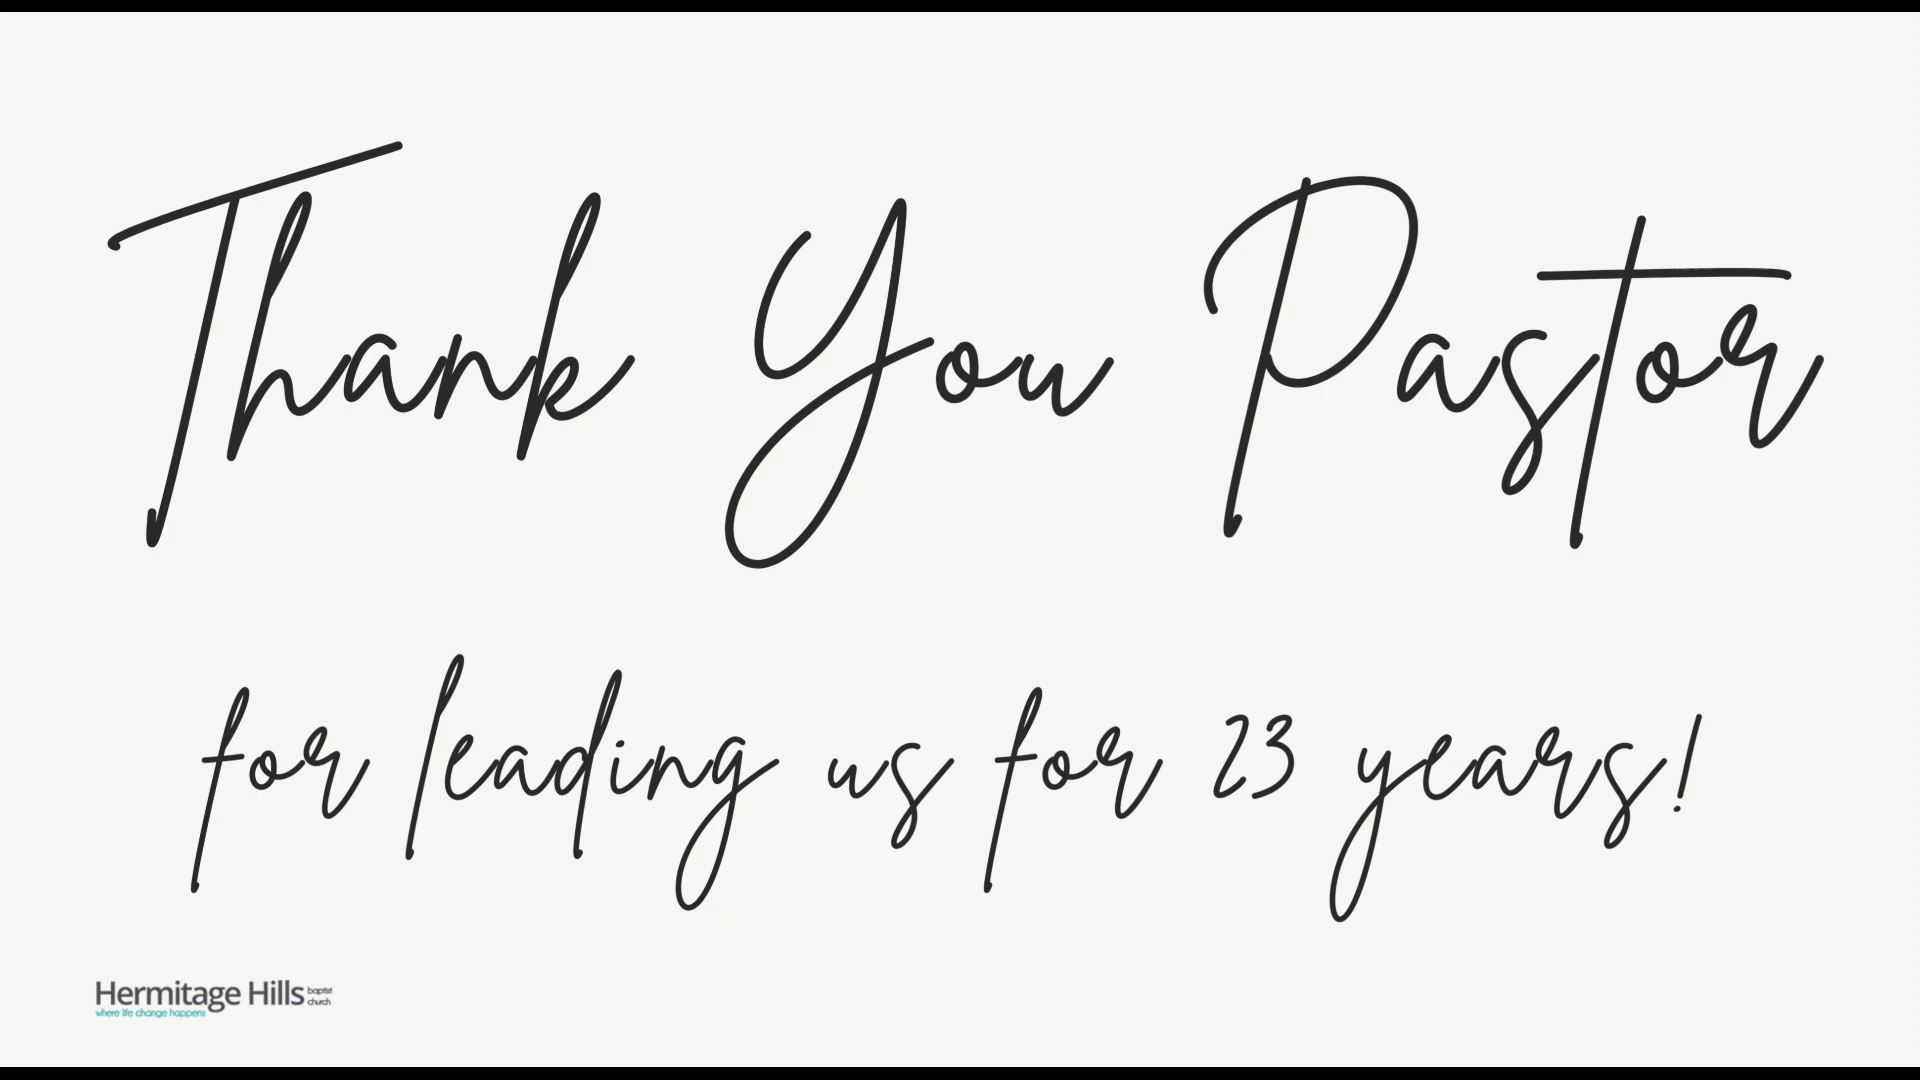 Thank You Pastor
for leading us for 23 years!
Hermitage Hills baptist church
where life change happens